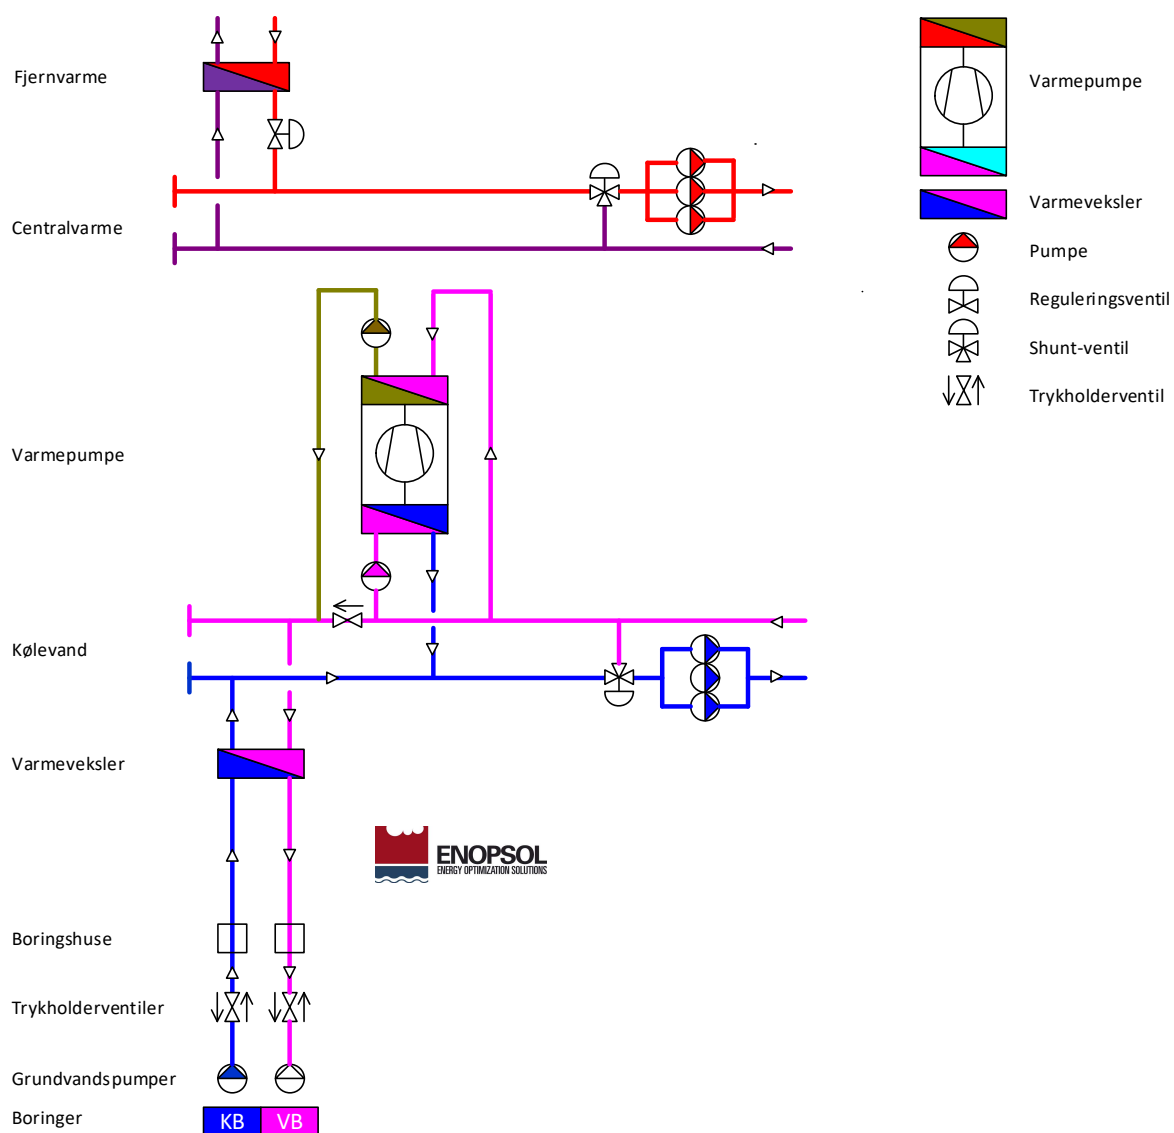 Fjernvarme
Centralvarme
Varmepumpe
Kølevand
Varmeveksler
ENOPSOL
ENERGY OPTIMIZATION SOLUTIONS
Boringshuse
Trykholderventiler
Grundvandspumper
Boringer
KB
VB
Varmepumpe
Varmeveksler
Pumpe
Reguleringsventil
Shunt-ventil
Trykholderventil